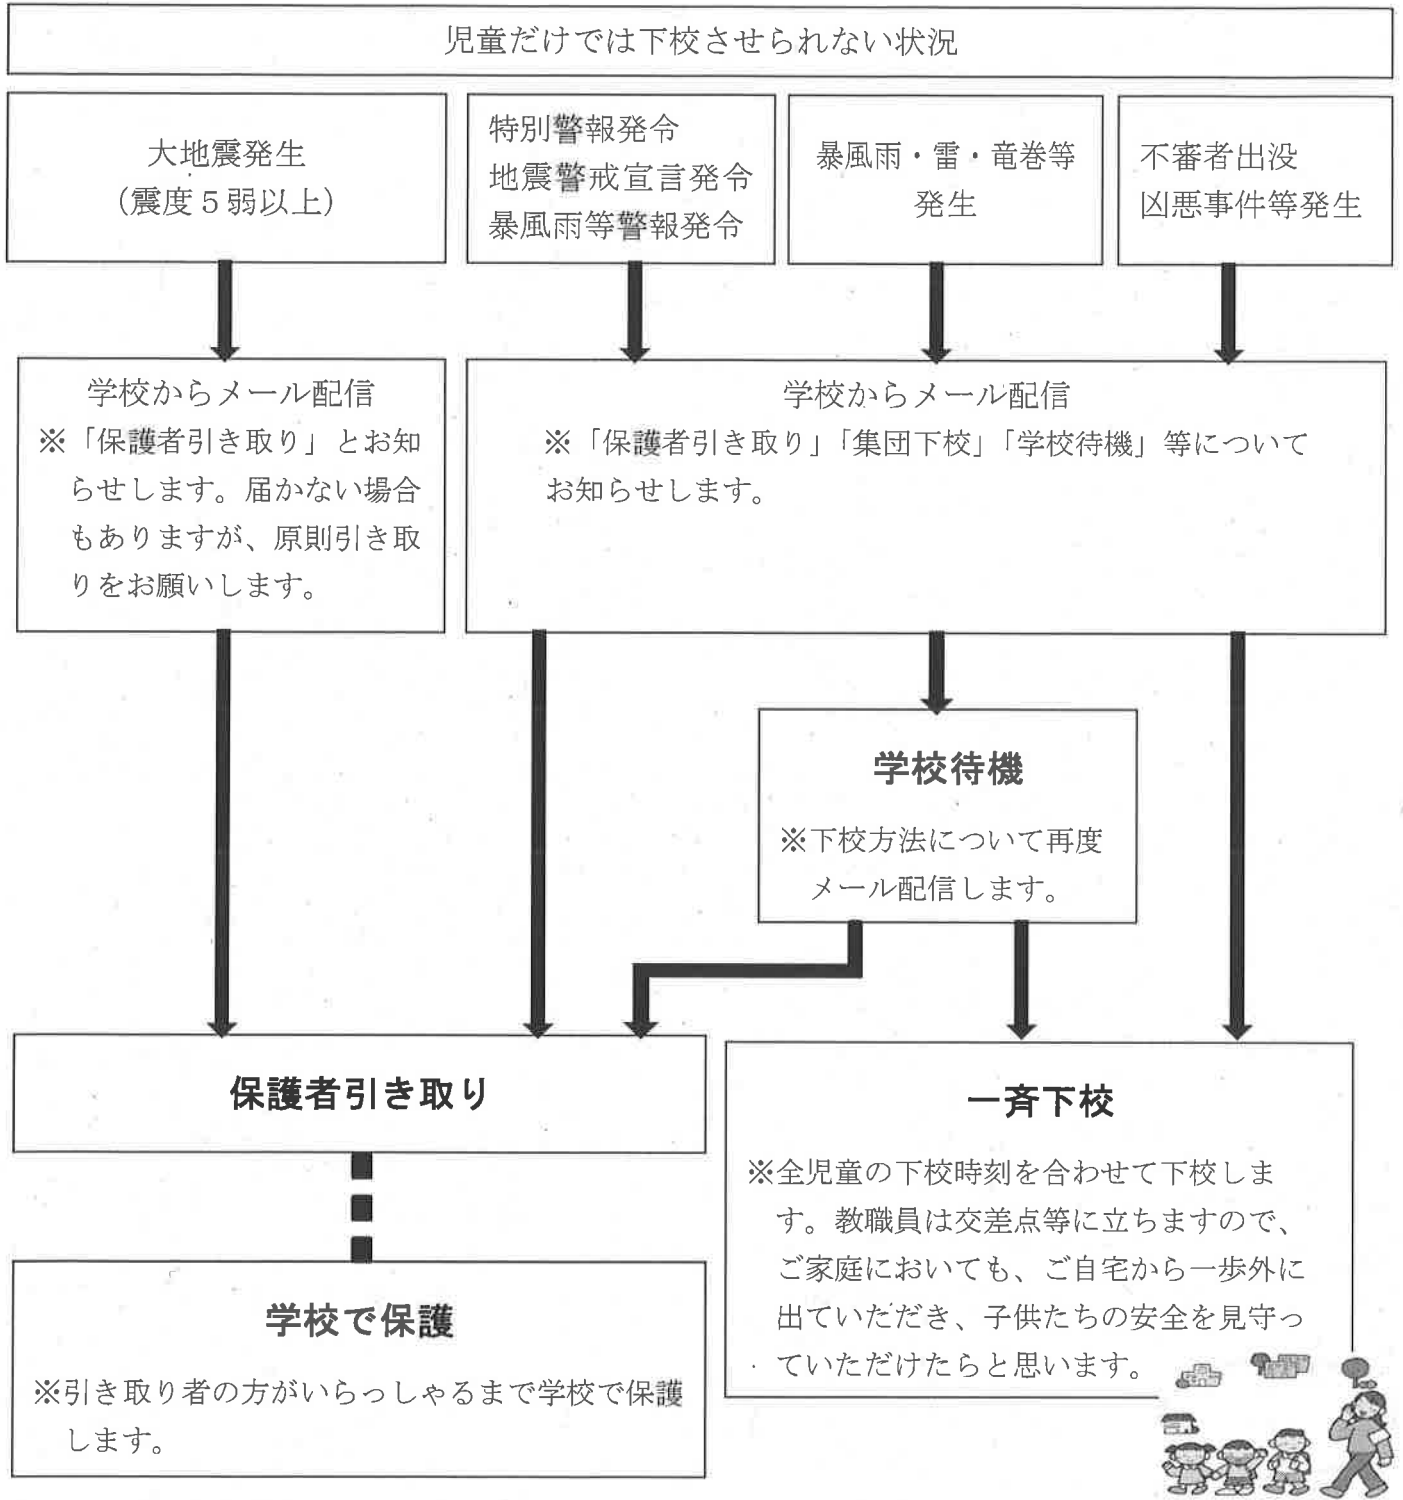 児童だけでは下校させられない状況
大地震発生
(震度5弱以上)
特別警報発令
地震警戒宣言発令
暴風雨等警報発令
暴風雨・雷・竜巻等
発生
不審者出没
凶悪事件等発生
学校からメール配信
※「保護者引き取り」とお知
らせします。届かない場合
もありますが、原則引き取
りをお願いします。
学校からメール配信
※「保護者引き取り」「集団下校」「学校待機」等について
お知らせします。
学校待機
※下校方法について再度
メール配信します。
保護者引き取り
一斉下校
※全児童の下校時刻を合わせて下校しま
す。教職員は交差点等に立ちますので、
ご家庭においても、ご自宅から一歩外に
出ていただき、子供たちの安全を見守っ
ていただけたらと思います。
学校で保護
※引き取り者の方がいらっしゃるまで学校で保護
します。